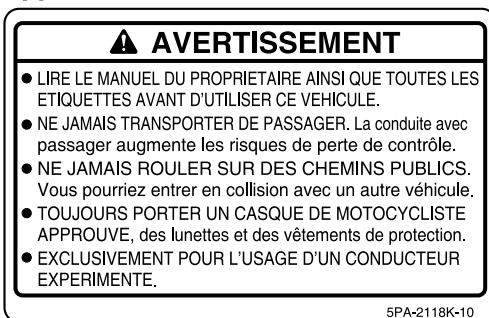 AVERTISSEMENT
● LIRE LE MANUEL DU PROPRIETAIRE AINSI QUE TOUTES LES
ETIQUETTES AVANT D'UTILISER CE VEHICULE.
● NE JAMAIS TRANSPORTER DE PASSAGER. La conduite avec
passager augmente les risques de perte de contrôle.
● NE JAMAIS ROULER SUR DES CHEMINS PUBLICS.
Vous pourriez entrer en collision avec un autre véhicule.
● TOUJOURS PORTER UN CASQUE DE MOTOCYCLISTE
APPROUVE, des lunettes et des vêtements de protection.
● EXCLUSIVEMENT POUR L'USAGE D'UN CONDUCTEUR
EXPERIMENTE.
5PA-2118K-10